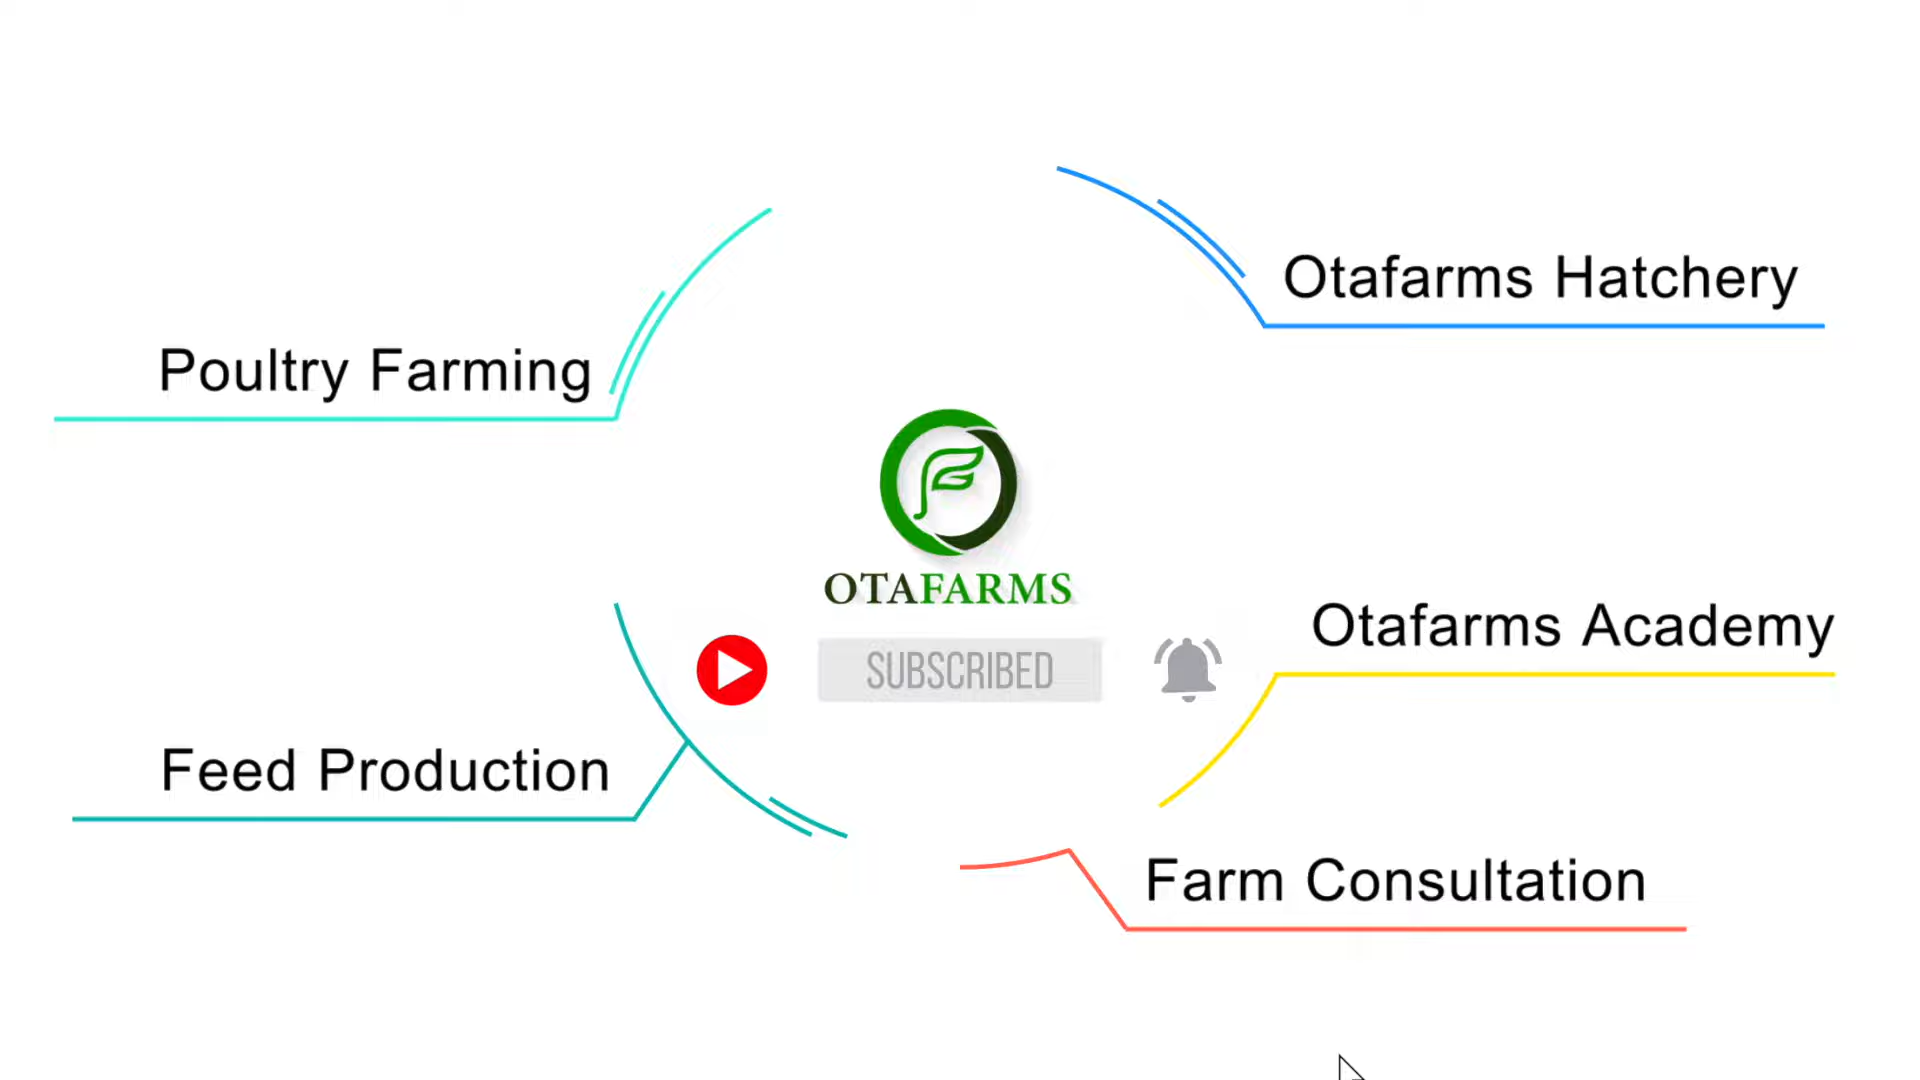 Otafarms Hatchery
Poultry Farming
OTAFARMS
Otafarms Academy
SUBSCRIBED
Feed Production
Farm Consultation